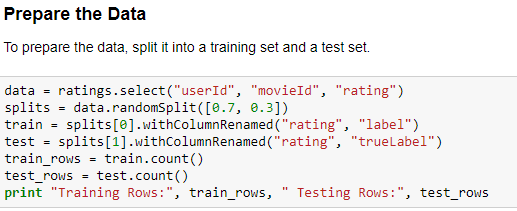 Prepare the Data
To prepare the data, split it into a training set and a test set.
data = ratings.select("userId", "movieId", "rating")
splits = data.randomSplit([0.7, 0.3])
train = splits[0].withColumnRenamed("rating", "label")
test = splits[1].withColumnRenamed("rating", "trueLabel")
train_rows = train.count()
test_rows = test.count()
print "Training Rows:", train_rows, " Testing Rows:", test_rows